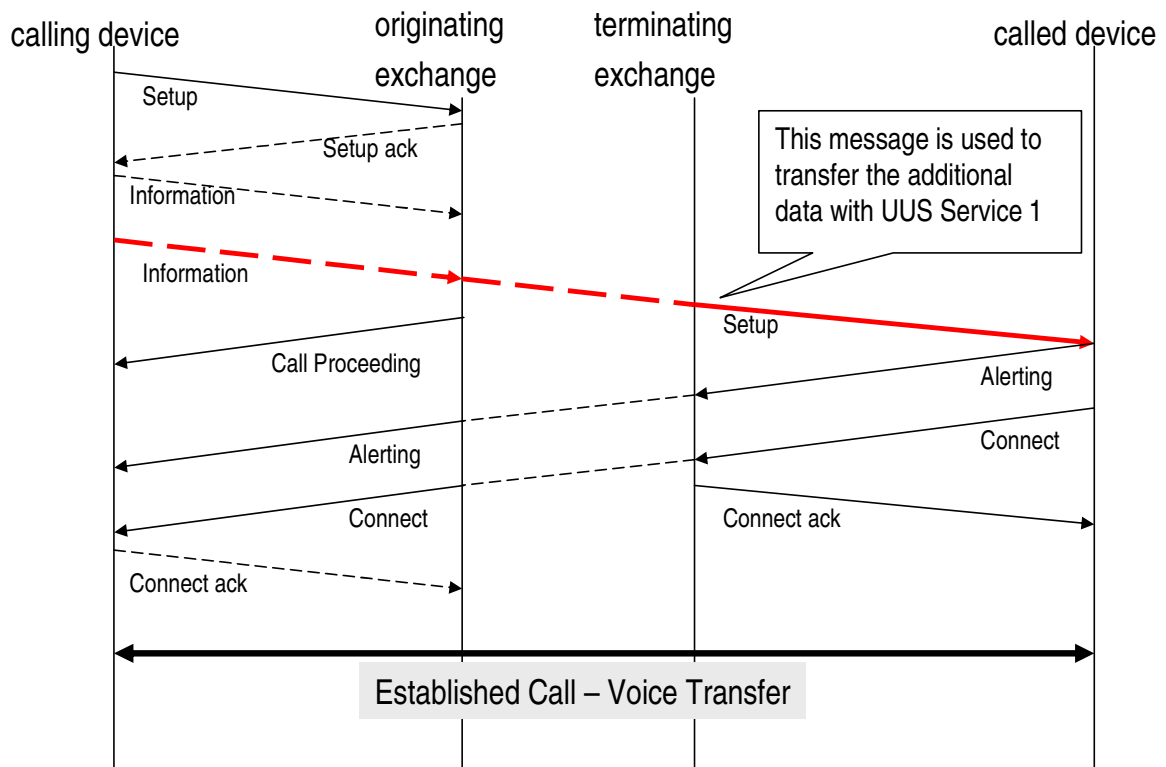 calling device
originating
exchange
terminating
exchange
called device
Setup
Setup ack
Information
This message is used to
transfer the additional
data with UUS Service 1
Information
Setup
Call Proceeding
Alerting
Alerting
Connect
Connect
Connect ack
Connect ack
Established Call – Voice Transfer